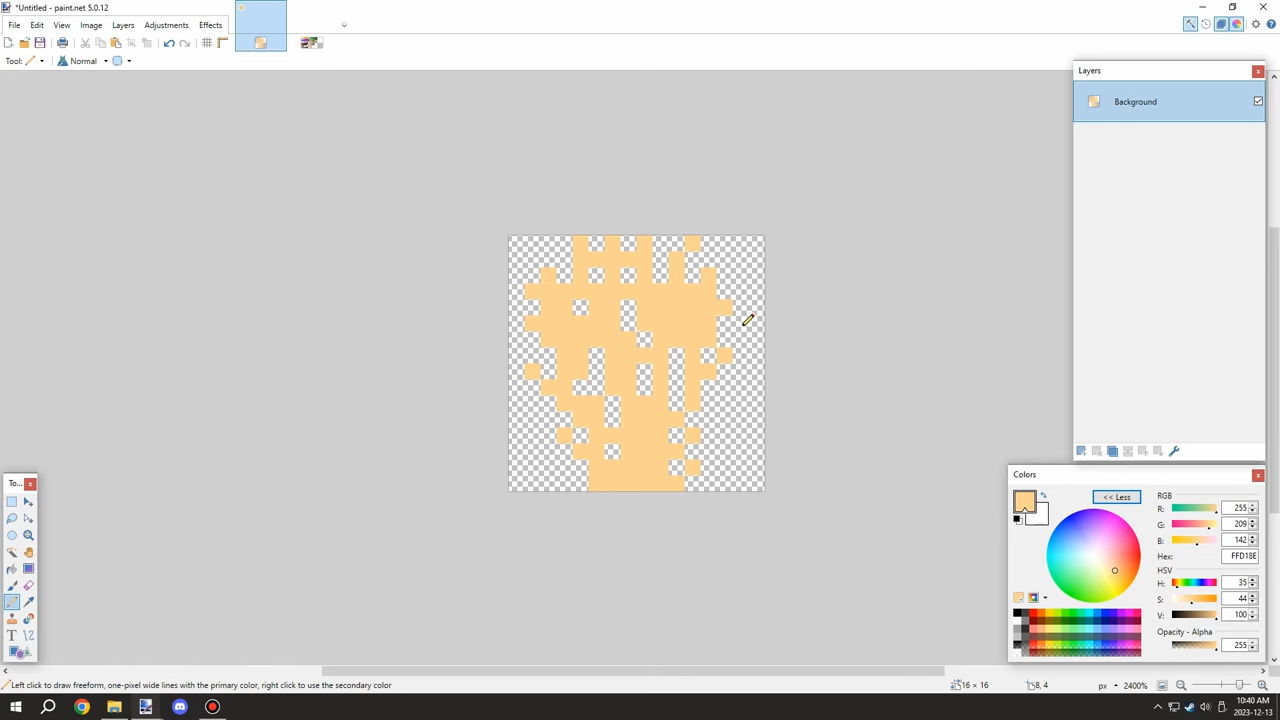 *Untitled - paint.net 5.0.12
File Edit View Image Layers Adjustments Effects
Tool: Normal
Layers
Background
To...
Colors
<< Less
RGB
R: 255
G: 209
B: 142
Hex: FFD18E
HSV
H: 35
S: 44
V: 100
Opacity - Alpha
255
Left click to draw freeform, one-pixel wide lines with the primary color, right click to use the secondary color
16 × 16
8, 4
px
2400%
10:40 AM
2023-12-13